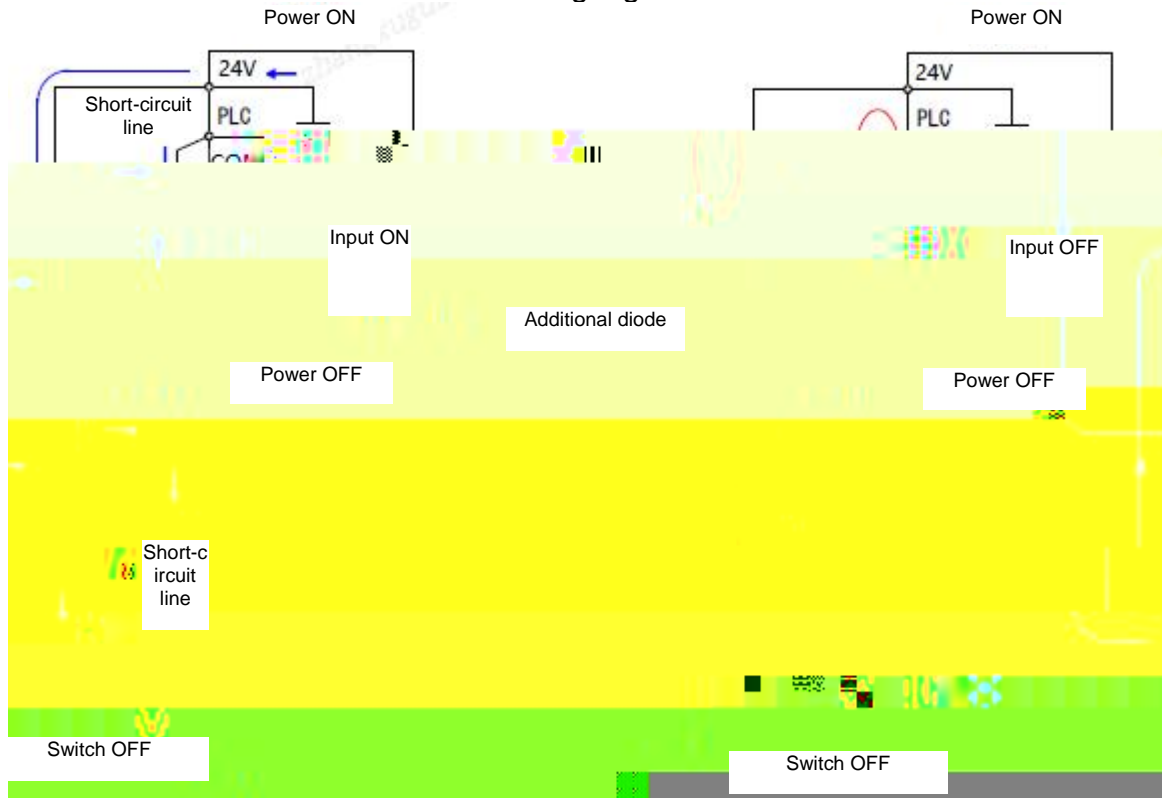 Power ON
Power ON
24V
24V
Short-circuit
line
PLC
PLC
Input ON
Input OFF
Additional diode
Power OFF
Power OFF
Short-c
ircuit
line
Switch OFF
Switch OFF